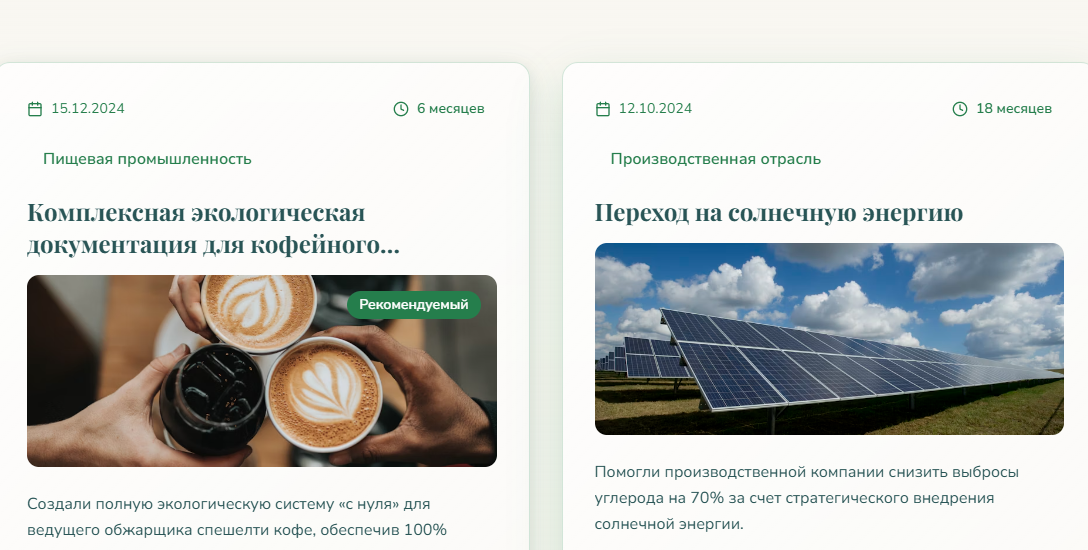 15.12.2024
6 месяцев
Пищевая промышленность
Комплексная экологическая
документация для кофейного...
Рекомендуемый
Создали полную экологическую систему «с нуля» для
ведущего обжарщика спешелти кофе, обеспечив 100%
12.10.2024
18 месяцев
Производственная отрасль
Переход на солнечную энергию
Помогли производственной компании снизить выбросы
углерода на 70% за счет стратегического внедрения
солнечной энергии.